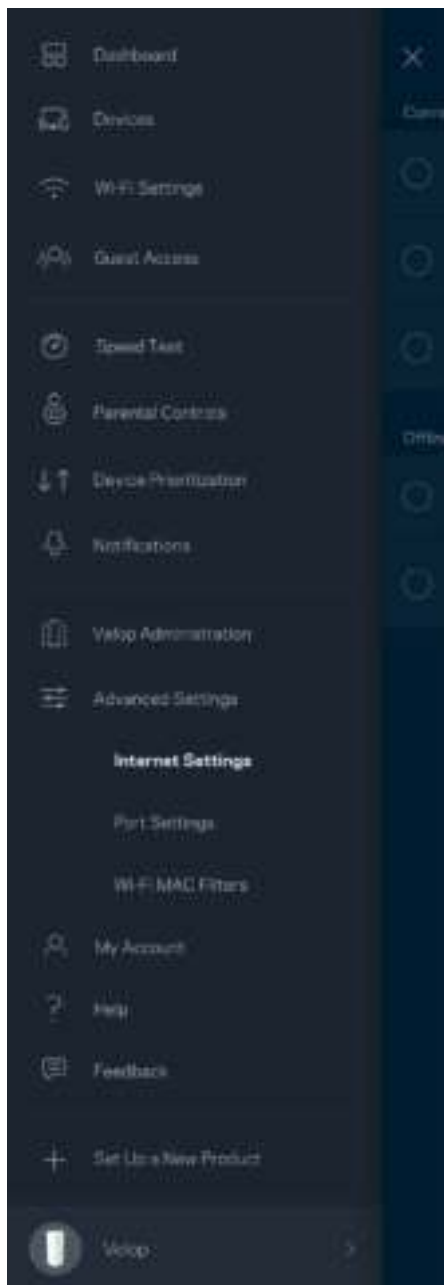 Dashboard
Devices
Wi-Fi Settings
Guest Access
Speed Test
Parental Controls
Device Prioritization
Notifications
Velop Administration
Advanced Settings
Internet Settings
Port Settings
Wi-Fi MAC Filters
My Account
Help
Feedback
Set Up a New Product
Velop